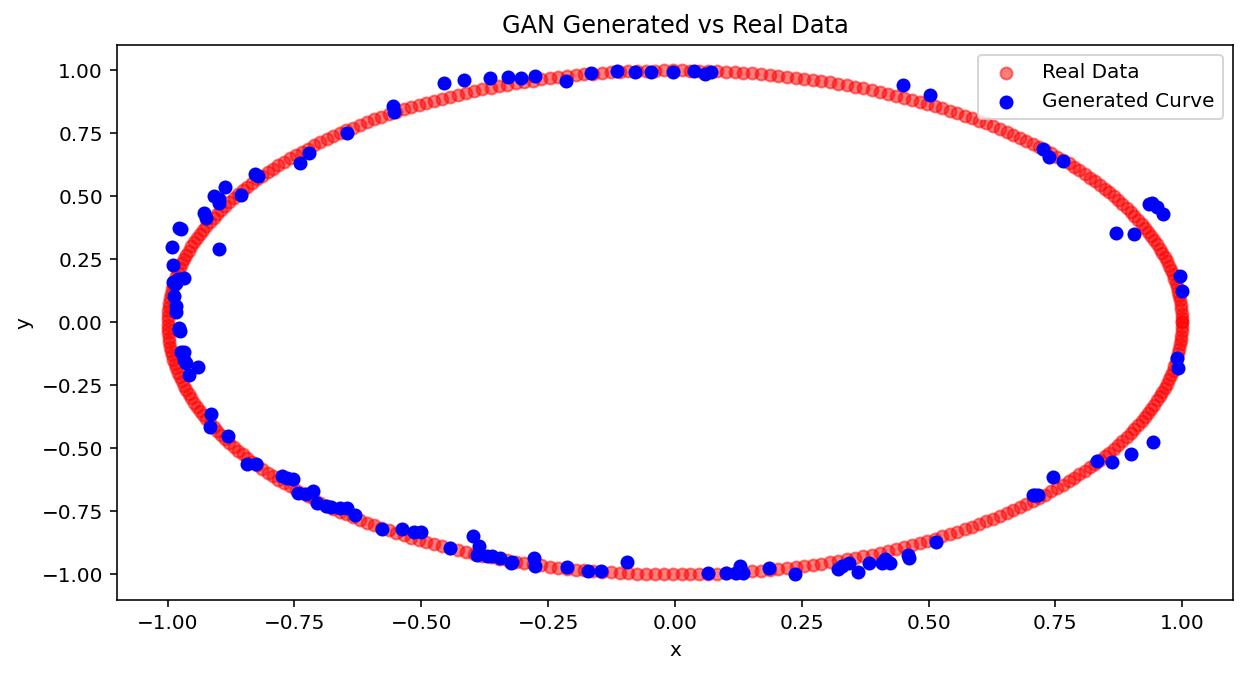 GAN Generated vs Real Data
Real Data
Generated Curve
1.00
0.75
0.50
0.25
0.00
−0.25
−0.50
−0.75
−1.00
y
−1.00 −0.75 −0.50 −0.25 0.00 0.25 0.50 0.75 1.00
x